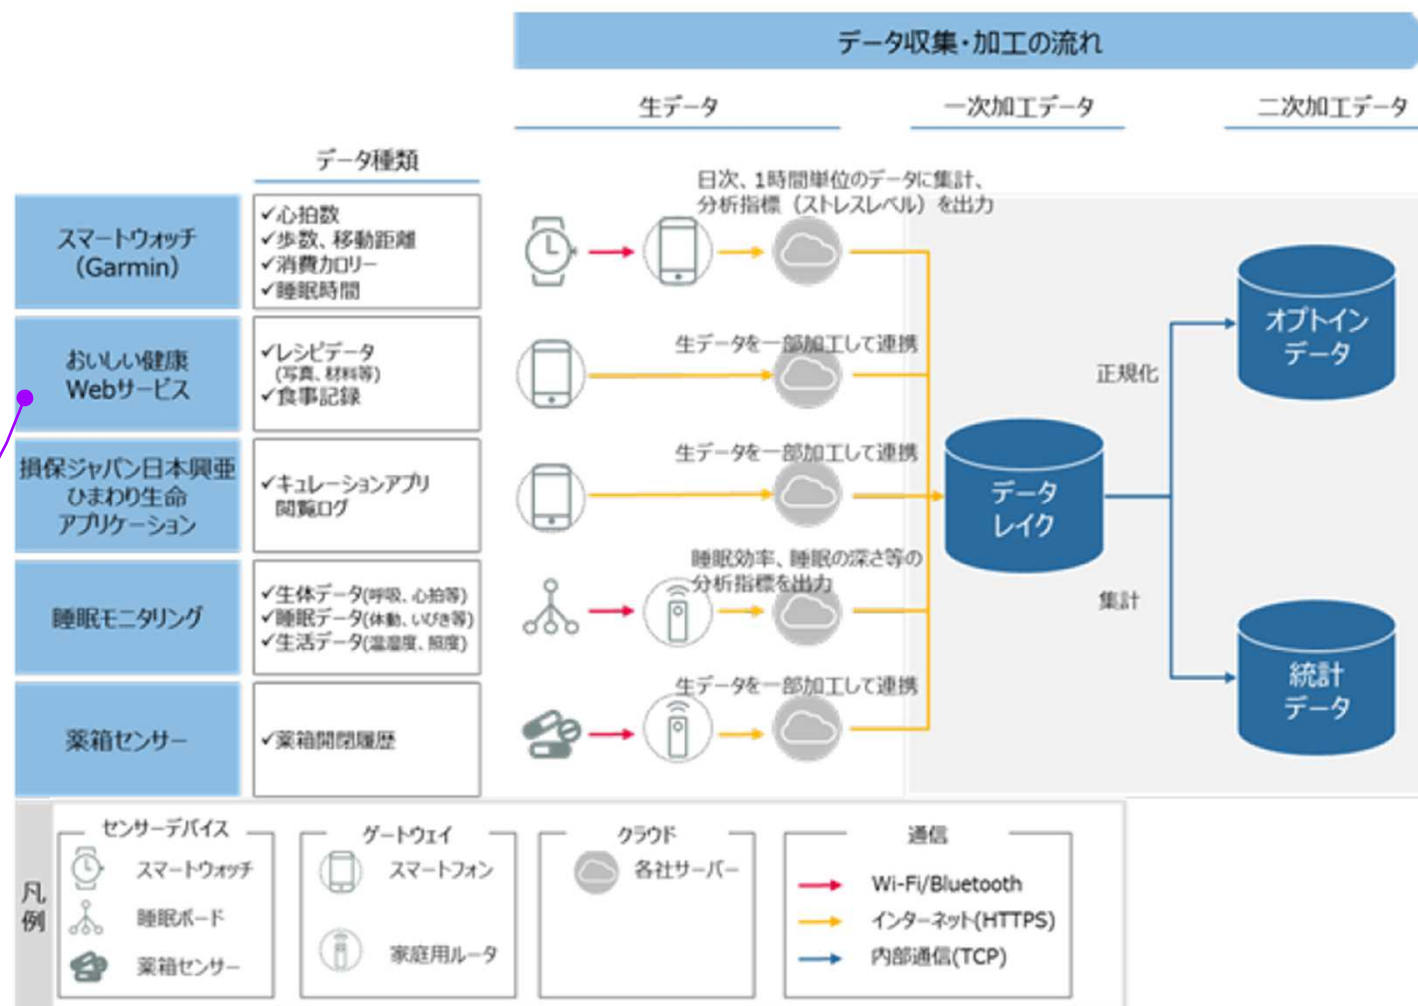 データ収集・加工の流れ
生データ
一次加工データ
二次加工データ
データ種類
スマートウォッチ
(Garmin)
✓心拍数
✓歩数、移動距離
✓消費カロリー
✓睡眠時間
日次、1時間単位のデータに集計、
分析指標（ストレスレベル）を出力
おいしい健康
Webサービス
✓レシピデータ
(写真、材料等)
✓食事記録
生データを一部加工して連携
損保ジャパン日本興亜
ひまわり生命
アプリケーション
✓キュレーションアプリ
閲覧ログ
生データを一部加工して連携
睡眠モニタリング
✓生体データ(呼吸、心拍等)
✓睡眠データ(体動、いびき等)
✓生活データ(温湿度、照度)
睡眠効率、睡眠の深さ等の
分析指標を出力
薬箱センサー
✓薬箱開閉履歴
生データを一部加工して連携
データ
レイク
正規化
集計
オプトイン
データ
統計
データ
凡例
センサーデバイス
スマートウォッチ
睡眠ボード
薬箱センサー
ゲートウェイ
スマートフォン
家庭用ルータ
クラウド
各社サーバー
通信
Wi-Fi/Bluetooth
インターネット(HTTPS)
内部通信(TCP)